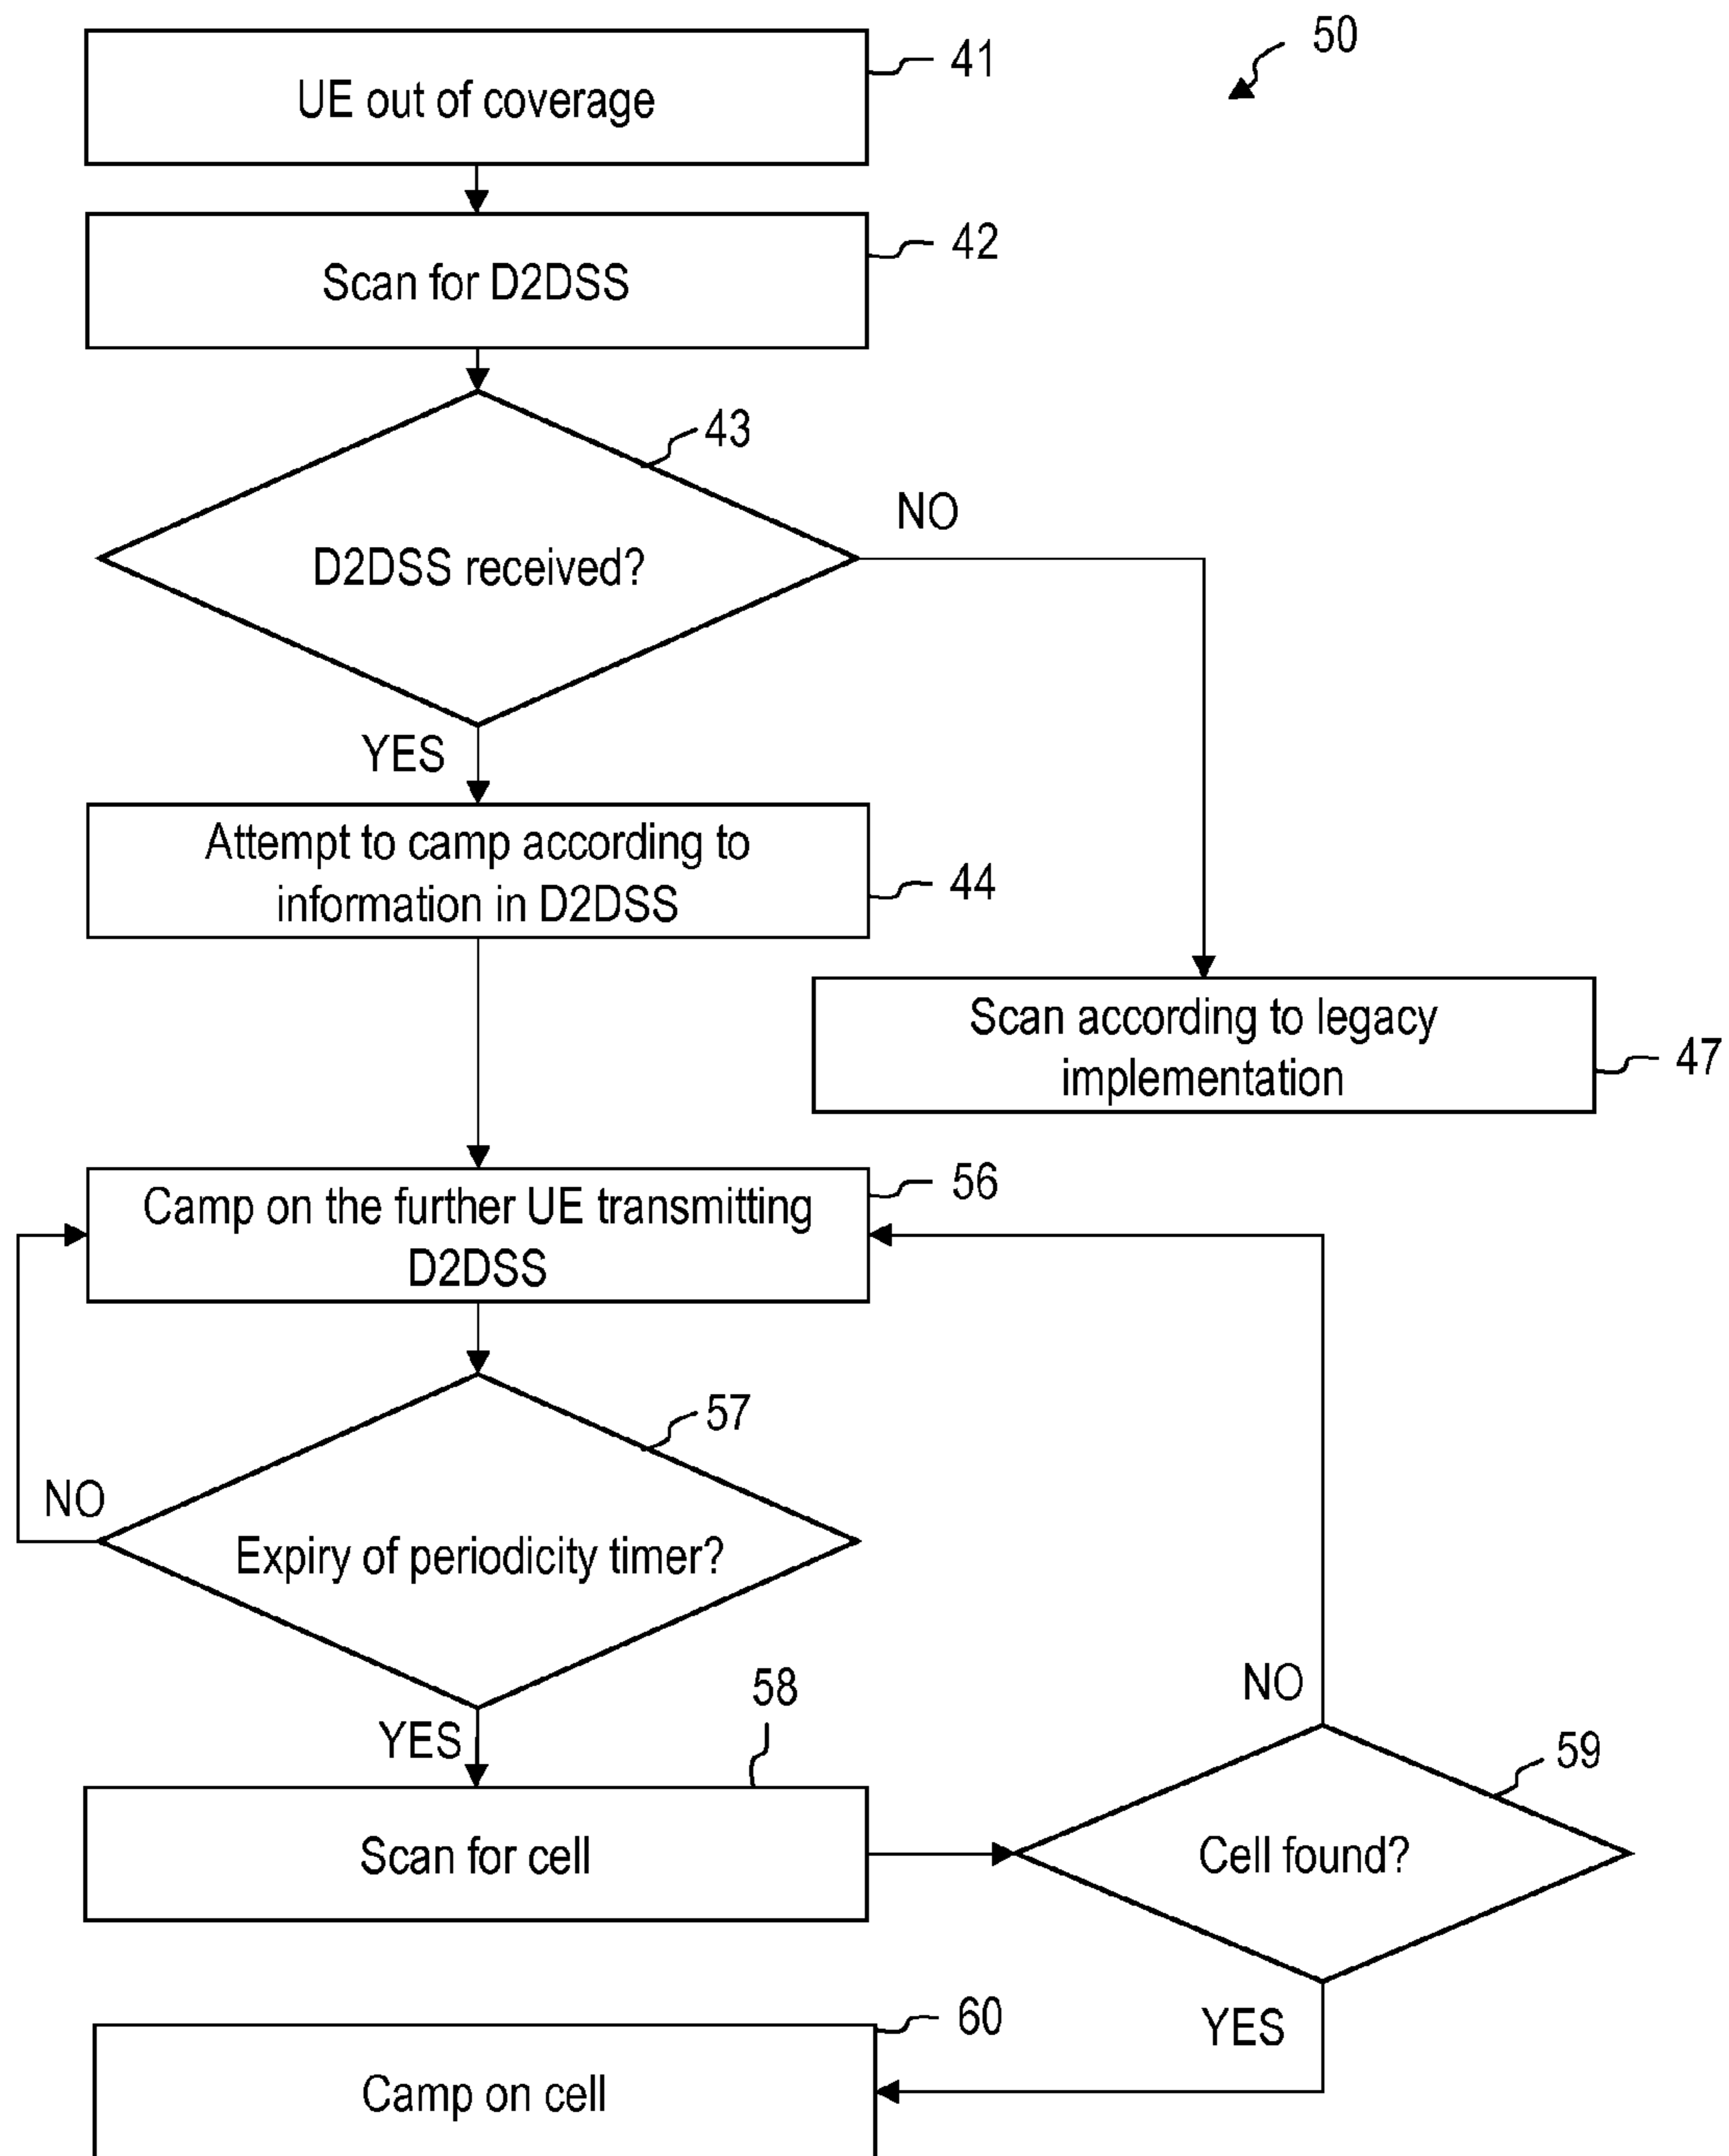 50
41
UE out of coverage
42
Scan for D2DSS
43
D2DSS received?
NO
YES
Attempt to camp according to
information in D2DSS
44
Scan according to legacy
implementation
47
56
Camp on the further UE transmitting
D2DSS
57
NO
Expiry of periodicity timer?
YES
58
Scan for cell
NO
59
Cell found?
YES
60
Camp on cell